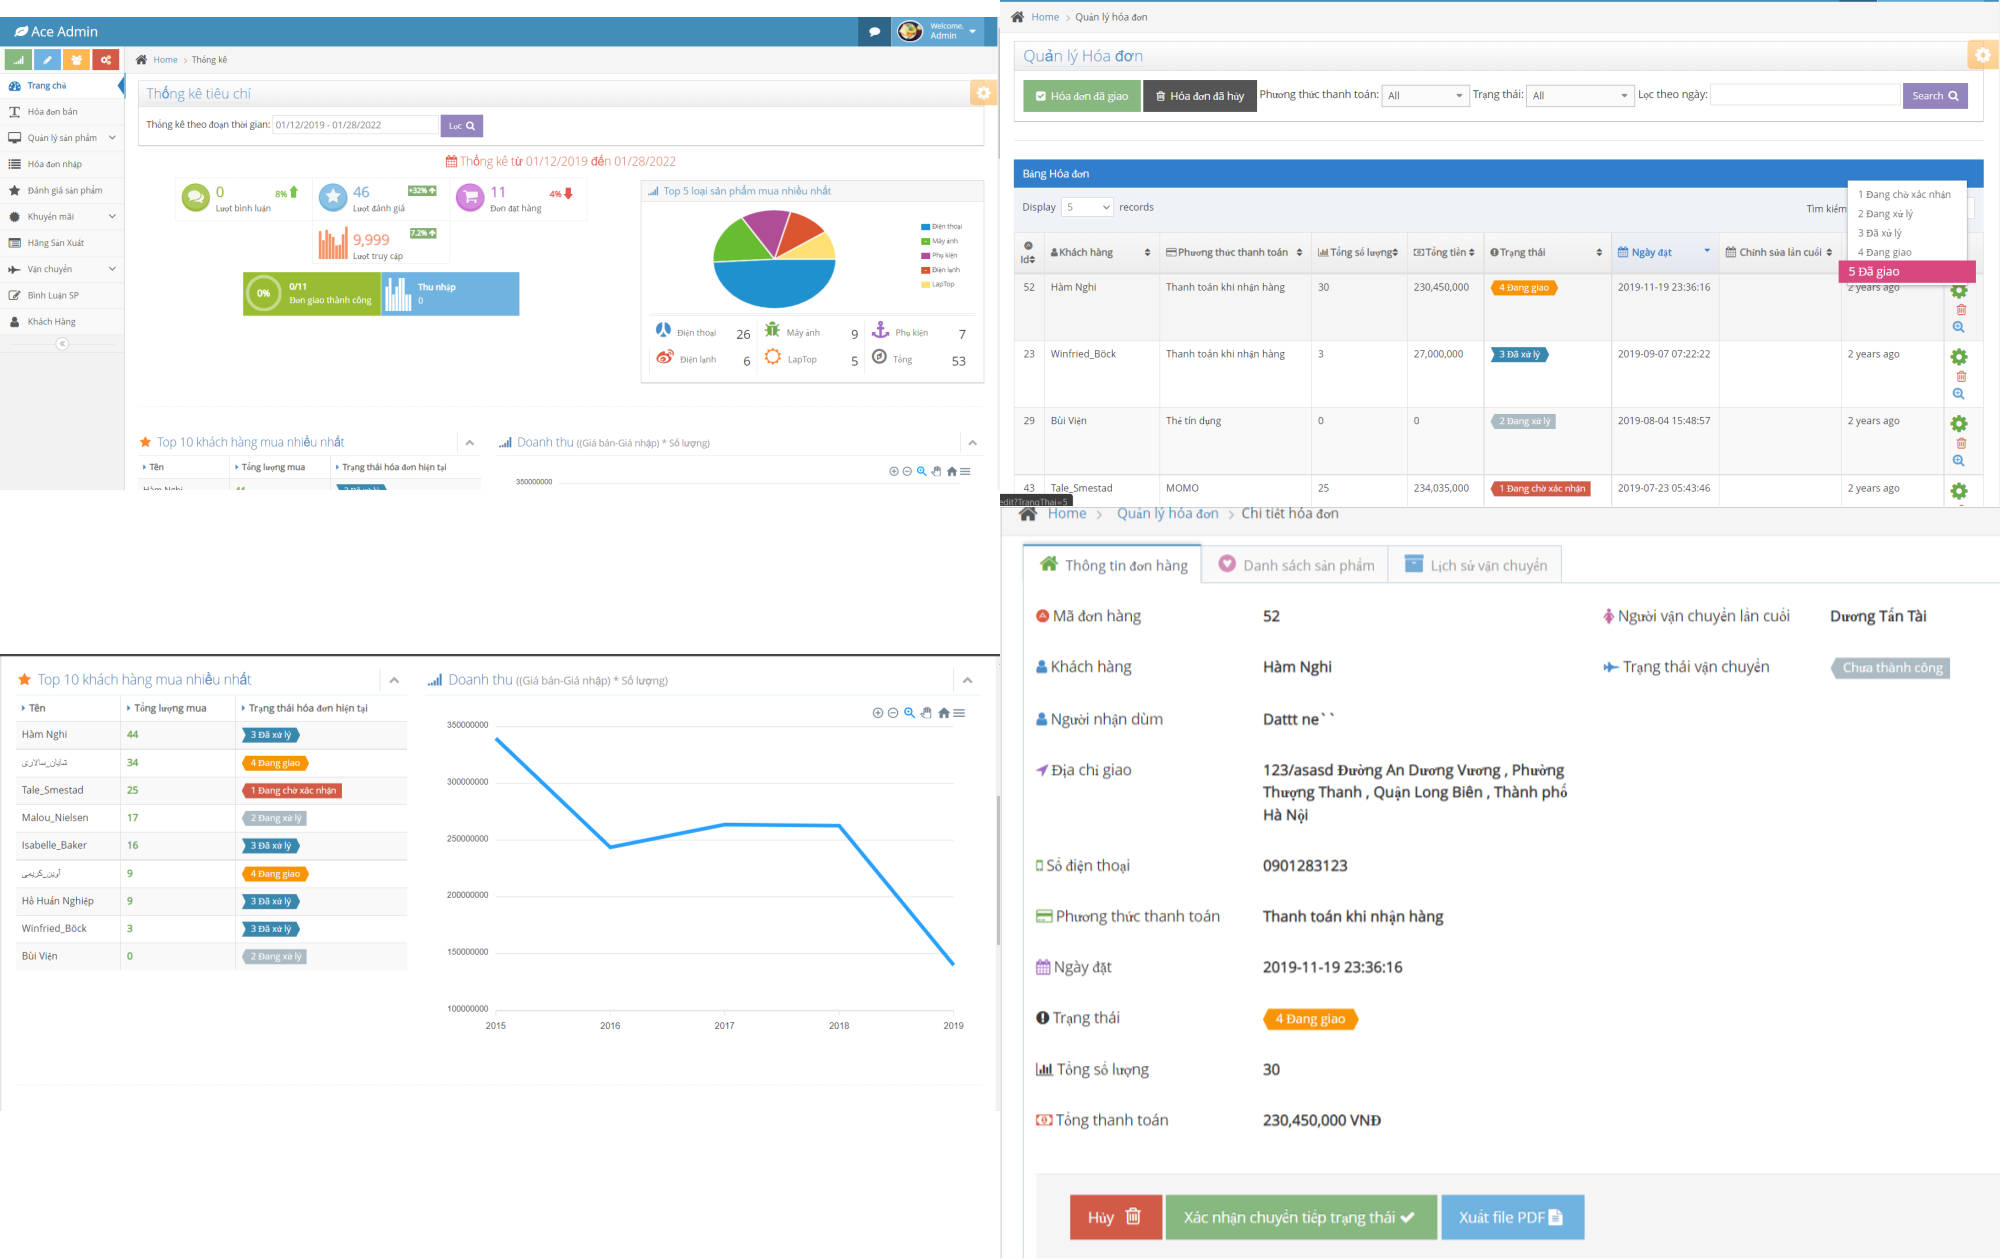 Ace Admin
Welcome,
Admin
Home > Thống kê
Trang chủ
Hóa đơn bán
Quản lý sản phẩm
Hóa đơn nhập
Đánh giá sản phẩm
Khuyến mãi
Hãng Sản Xuất
Vận chuyển
Bình Luận SP
Khách Hàng
Thống kê tiêu chí
Thống kê theo đoạn thời gian: 01/12/2019 - 01/28/2022 Lọc
Thống kê từ 01/12/2019 đến 01/28/2022
0 8%
Lượt bình luận
46 +32%
Lượt đánh giá
11 4%
Đơn đặt hàng
9,999 7.2%
Lượt truy cập
0% 0/11
Đơn giao thành công
Thu nhập
0
Top 5 loại sản phẩm mua nhiều nhất
Điện thoại
Máy ảnh
Phụ kiện
Điện lạnh
LapTop
Điện thoại 26 Máy ảnh 9 Phụ kiện 7
Điện lạnh 6 LapTop 5 Tổng 53
Top 10 khách hàng mua nhiều nhất
Tên Tổng lượng mua Trạng thái hóa đơn hiện tại
Hàm Nghi 44 3 Đã xử lý
Doanh thu ((Giá bán-Giá nhập) * Số lượng)
350000000
Home > Quản lý hóa đơn
Quản lý Hóa đơn
Hóa đơn đã giao Hóa đơn đã hủy Phương thức thanh toán: All Trạng thái: All Lọc theo ngày: Search
Bảng Hóa đơn
Display 5 records Tìm kiếm
1 Đang chờ xác nhận
2 Đang xử lý
3 Đã xử lý
4 Đang giao
5 Đã giao
Id Khách hàng Phương thức thanh toán Tổng số lượng Tổng tiền Trạng thái Ngày đặt Chỉnh sửa lần cuối
52 Hàm Nghi Thanh toán khi nhận hàng 30 230,450,000 4 Đang giao 2019-11-19 23:36:16 2 years ago
23 Winfried_Böck Thanh toán khi nhận hàng 3 27,000,000 3 Đã xử lý 2019-09-07 07:22:22 2 years ago
29 Bùi Viện Thẻ tín dụng 0 0 2 Đang xử lý 2019-08-04 15:48:57 2 years ago
43 Tale_Smestad MOMO 25 234,035,000 1 Đang chờ xác nhận 2019-07-23 05:43:46 2 years ago
edit?TrangThai=5
Top 10 khách hàng mua nhiều nhất
Tên Tổng lượng mua Trạng thái hóa đơn hiện tại
Hàm Nghi 44 3 Đã xử lý
شایان_سالاری 34 4 Đang giao
Tale_Smestad 25 1 Đang chờ xác nhận
Malou_Nielsen 17 2 Đang xử lý
Isabelle_Baker 16 3 Đã xử lý
آوین_کریمی 9 4 Đang giao
Hồ Huấn Nghiệp 9 3 Đã xử lý
Winfried_Böck 3 3 Đã xử lý
Bùi Viện 0 2 Đang xử lý
Doanh thu ((Giá bán-Giá nhập) * Số lượng)
350000000
300000000
250000000
200000000
150000000
100000000
2015 2016 2017 2018 2019
Home > Quản lý hóa đơn > Chi tiết hóa đơn
Thông tin đơn hàng Danh sách sản phẩm Lịch sử vận chuyển
Mã đơn hàng 52 Người vận chuyển lần cuối Dương Tấn Tài
Khách hàng Hàm Nghi Trạng thái vận chuyển Chưa thành công
Người nhận dùm Dattt ne``
Địa chỉ giao 123/asasd Đường An Dương Vương , Phường
Thượng Thanh , Quận Long Biên , Thành phố
Hà Nội
Số điện thoại 0901283123
Phương thức thanh toán Thanh toán khi nhận hàng
Ngày đặt 2019-11-19 23:36:16
Trạng thái 4 Đang giao
Tổng số lượng 30
Tổng thanh toán 230,450,000 VNĐ
Hủy Xác nhận chuyển tiếp trạng thái Xuất file PDF